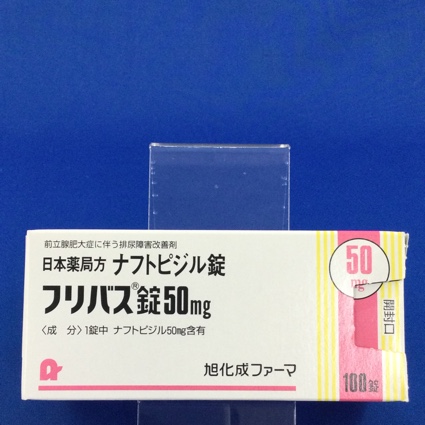 前立腺肥大症に伴う排尿障害改善剤
日本薬局方 ナフトピジル錠
フリバス®錠50mg
〈成 分〉1錠中 ナフトピジル50mg含有
旭化成ファーマ
50
mg
開封口
100錠